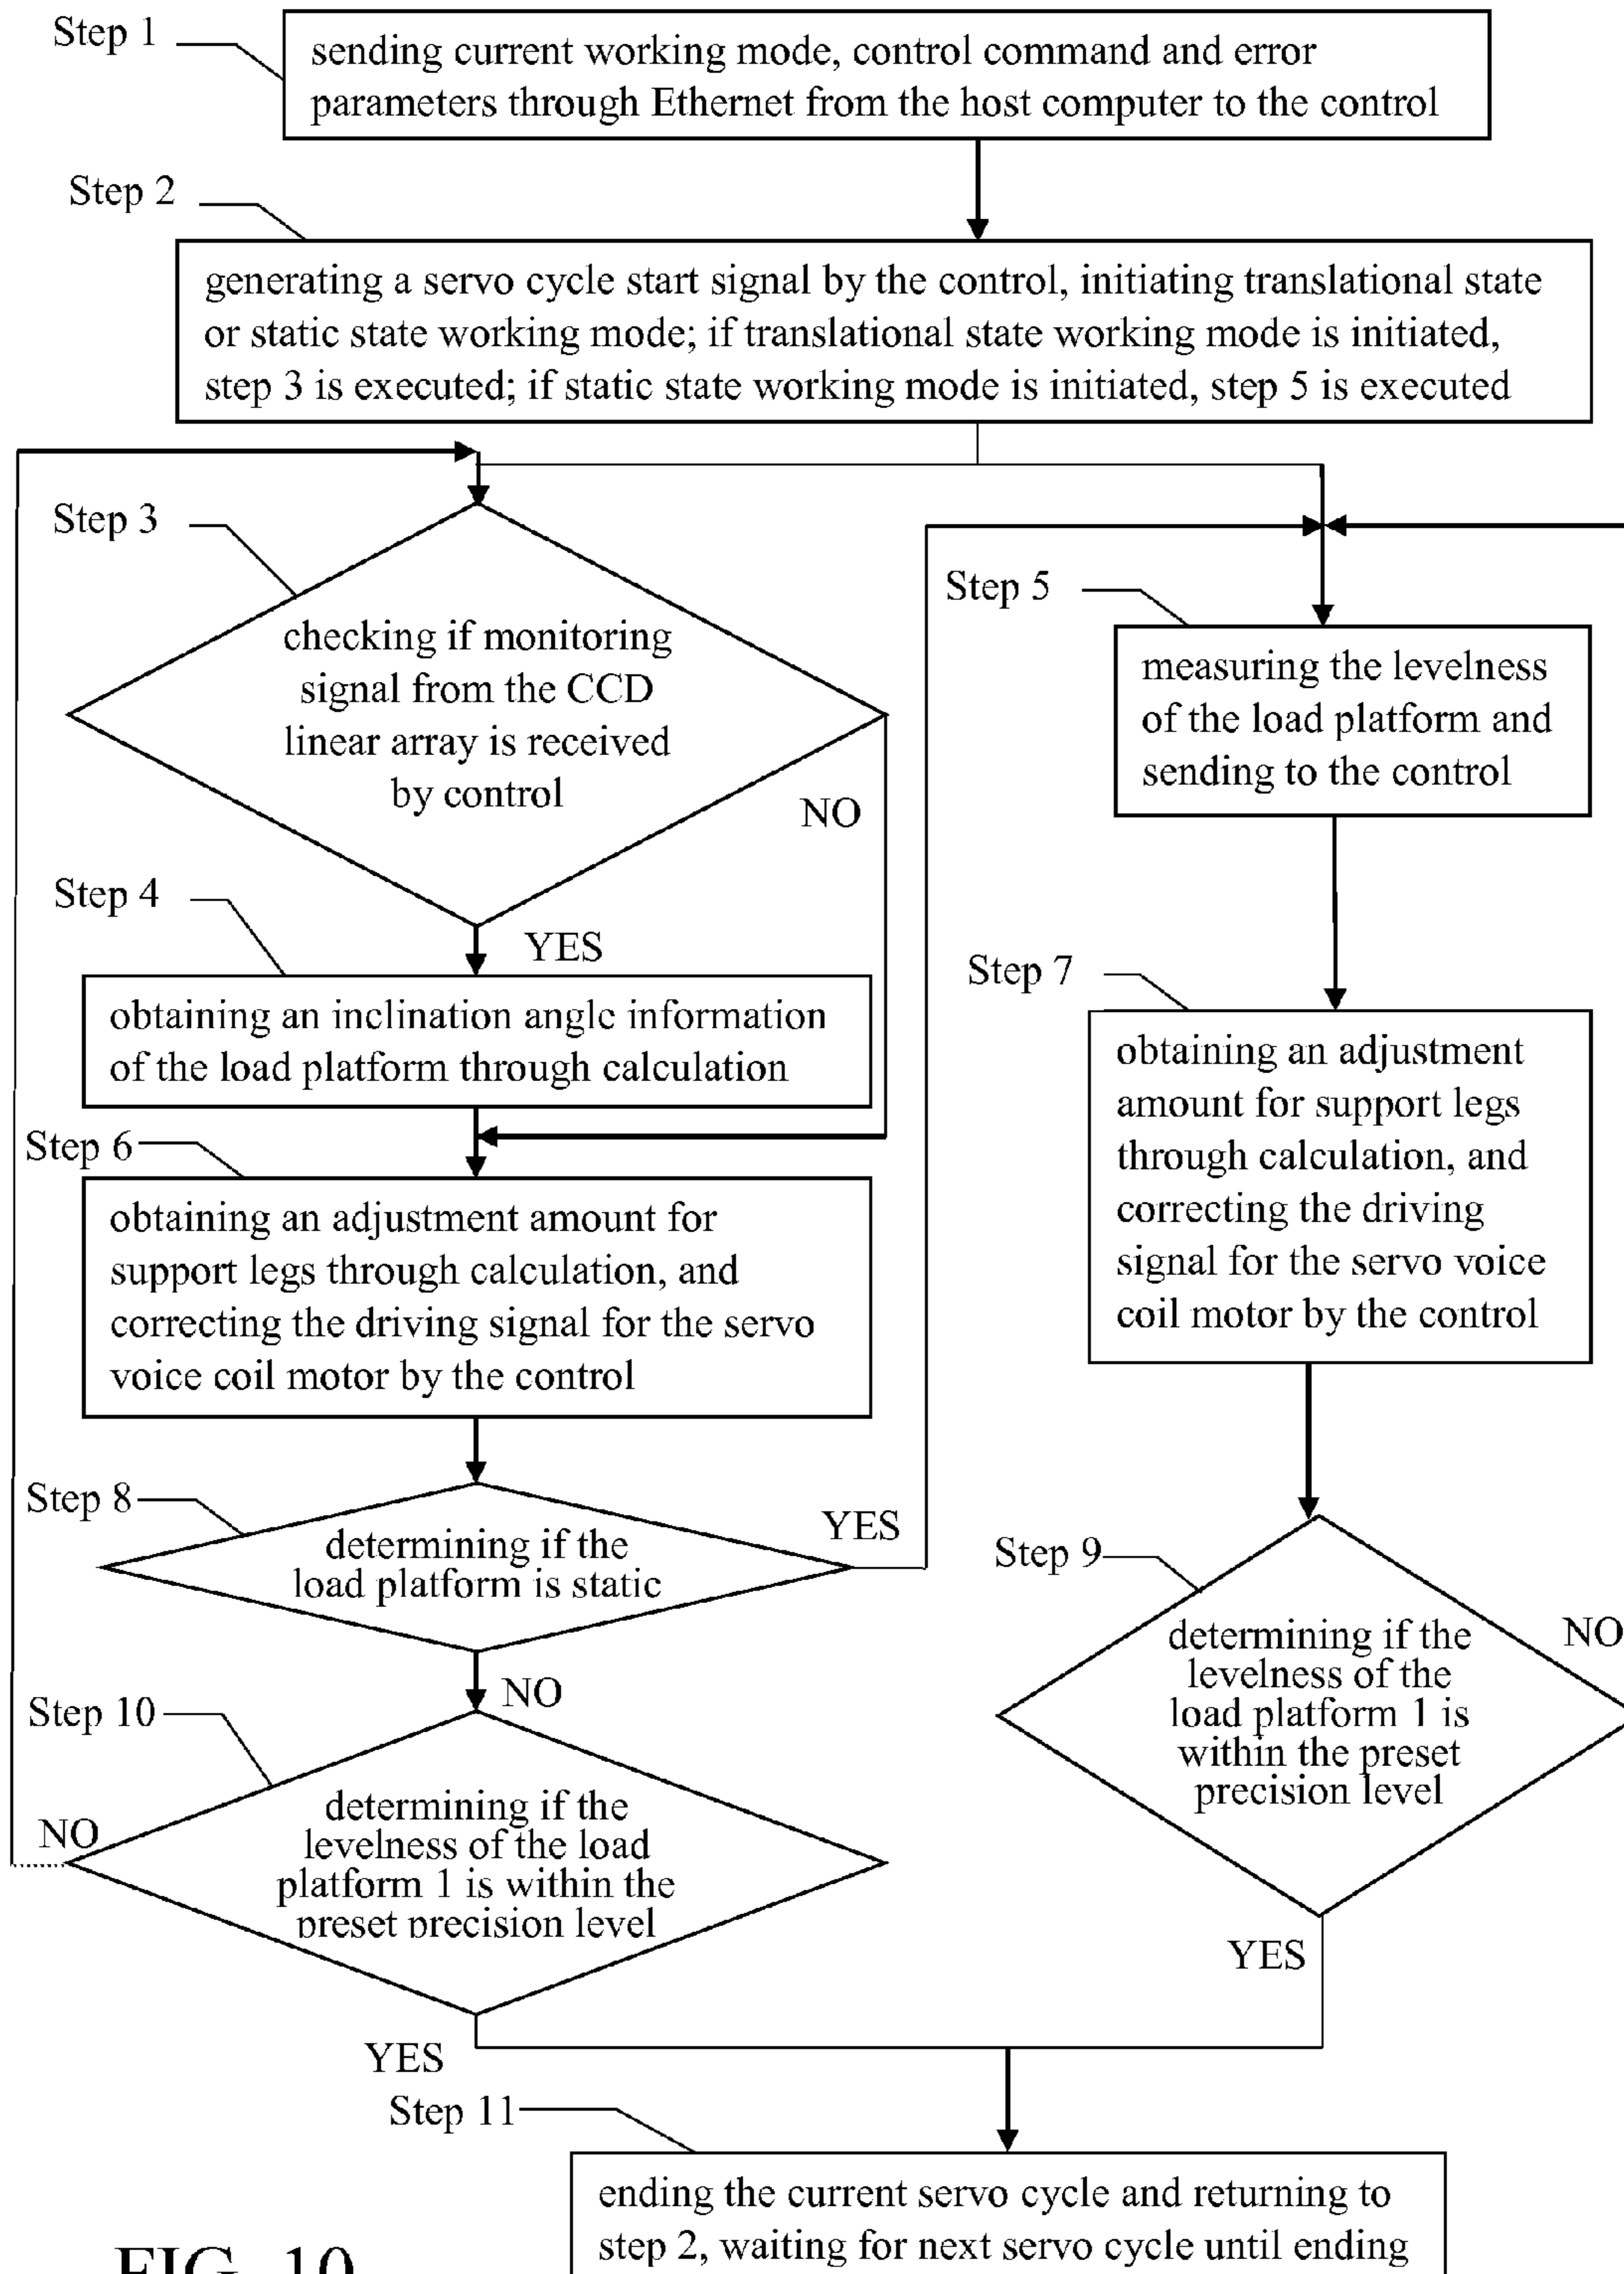 Step 1
sending current working mode, control command and error
parameters through Ethernet from the host computer to the control
Step 2
generating a servo cycle start signal by the control, initiating translational state
or static state working mode; if translational state working mode is initiated,
step 3 is executed; if static state working mode is initiated, step 5 is executed
Step 3
checking if monitoring
signal from the CCD
linear array is received
by control
NO
YES
Step 4
obtaining an inclination angle information
of the load platform through calculation
Step 5
measuring the levelness
of the load platform and
sending to the control
Step 6
obtaining an adjustment amount for
support legs through calculation, and
correcting the driving signal for the servo
voice coil motor by the control
Step 7
obtaining an adjustment
amount for support legs
through calculation, and
correcting the driving
signal for the servo voice
coil motor by the control
Step 8
determining if the
load platform is static
YES
NO
Step 9
determining if the
levelness of the
load platform 1 is
within the preset
precision level
NO
YES
Step 10
determining if the
levelness of the load
platform 1 is within the
preset precision level
NO
YES
Step 11
ending the current servo cycle and returning to
step 2, waiting for next servo cycle until ending
FIG. 10